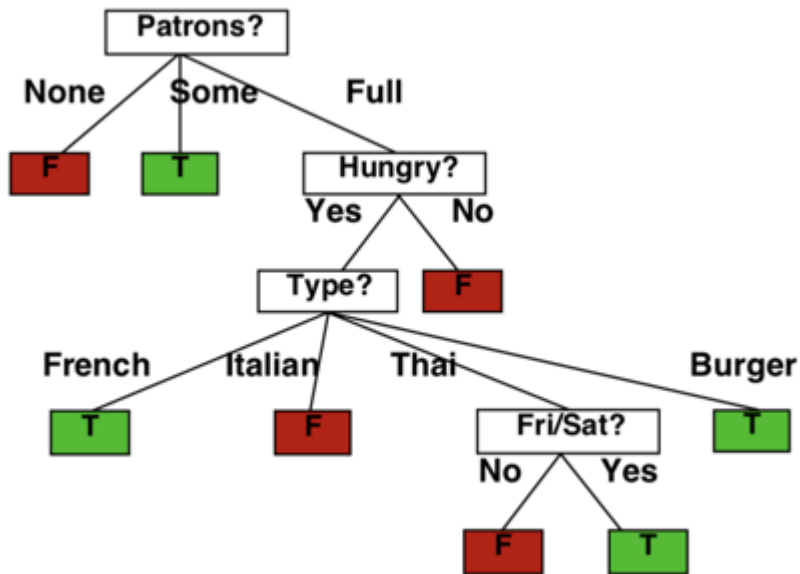 Patrons?
None Some Full
F T Hungry?
Yes No
Type? F
French Italian Thai Burger
T F Fri/Sat? T
No Yes
F T